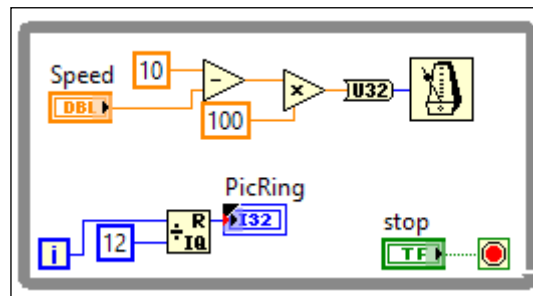 Speed
10
DBL
-
×
100
U32
PicRing
I32
i
12
÷
R
IQ
stop
TF